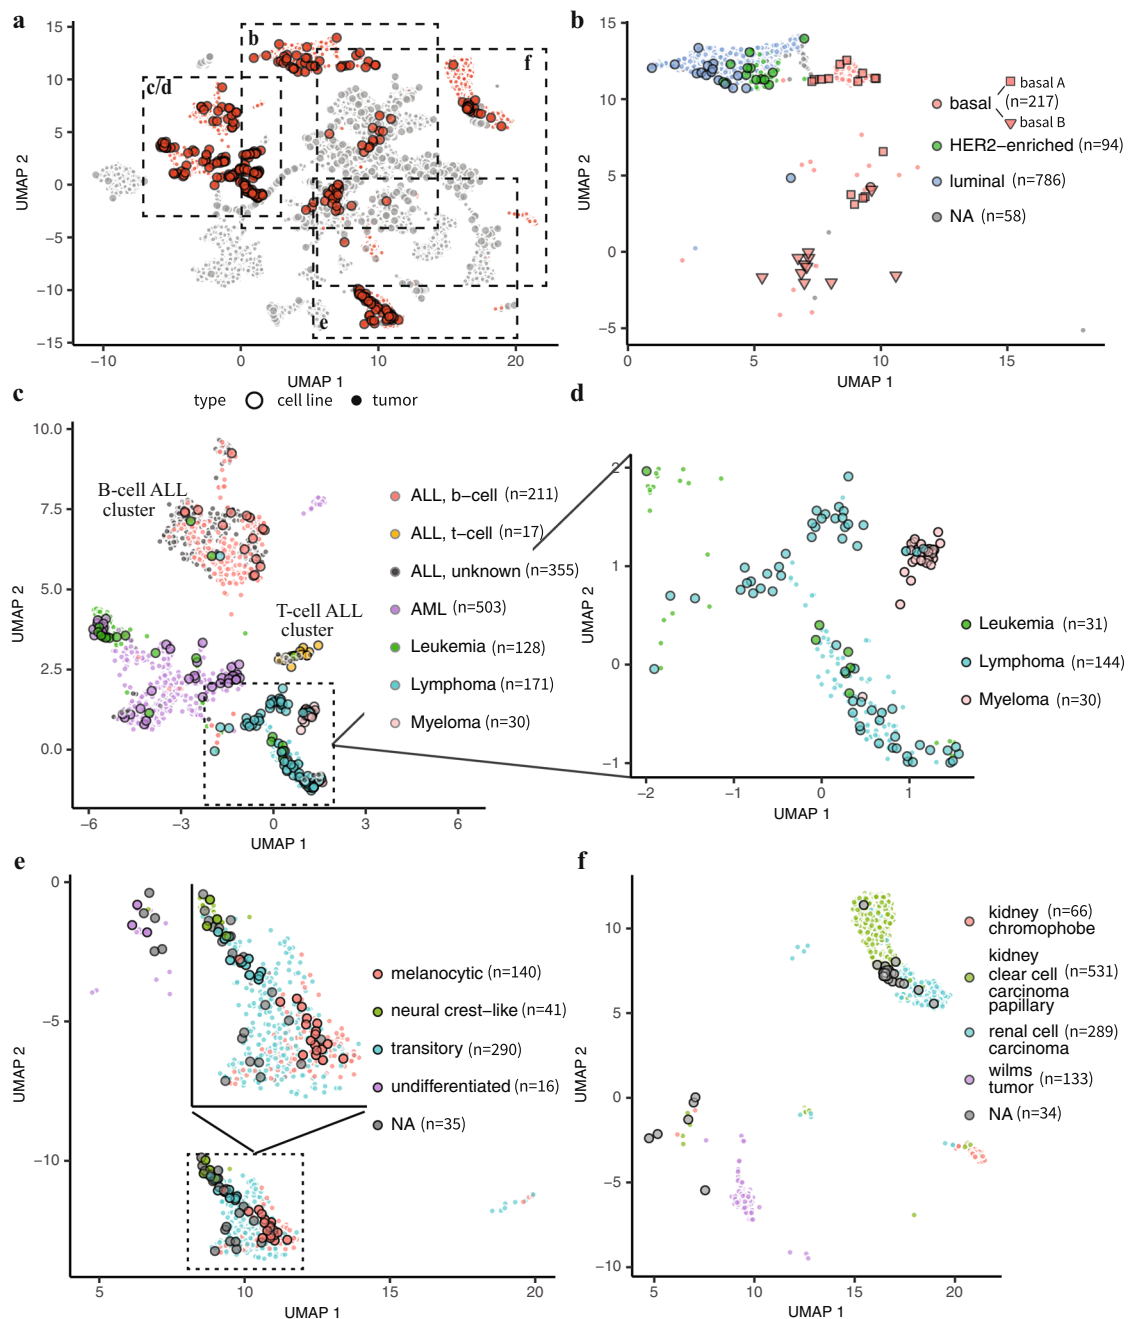 a
15
10
5
0
−5
−10
−15
UMAP 2
b
f
c/d
e
−10
0
10
20
UMAP 1
b
15
10
5
0
−5
UMAP 2
basal A
basal (n=217)
basal B
HER2−enriched (n=94)
luminal (n=786)
NA (n=58)
0
5
10
15
UMAP 1
type cell line tumor
c
10.0
7.5
5.0
2.5
0.0
UMAP 2
B-cell ALL
cluster
T-cell ALL
cluster
ALL, b−cell (n=211)
ALL, t−cell (n=17)
ALL, unknown (n=355)
AML (n=503)
Leukemia (n=128)
Lymphoma (n=171)
Myeloma (n=30)
−6
−3
0
3
6
UMAP 1
d
2
1
0
−1
UMAP 2
Leukemia (n=31)
Lymphoma (n=144)
Myeloma (n=30)
−2
−1
0
1
UMAP 1
e
0
−5
−10
UMAP 2
melanocytic (n=140)
neural crest−like (n=41)
transitory (n=290)
undifferentiated (n=16)
NA (n=35)
5
10
15
20
UMAP 1
f
10
5
0
−5
−10
UMAP 2
kidney (n=66)
chromophobe
kidney
clear cell (n=531)
carcinoma
papillary
renal cell (n=289)
carcinoma
wilms (n=133)
tumor
NA (n=34)
5
10
15
20
UMAP 1